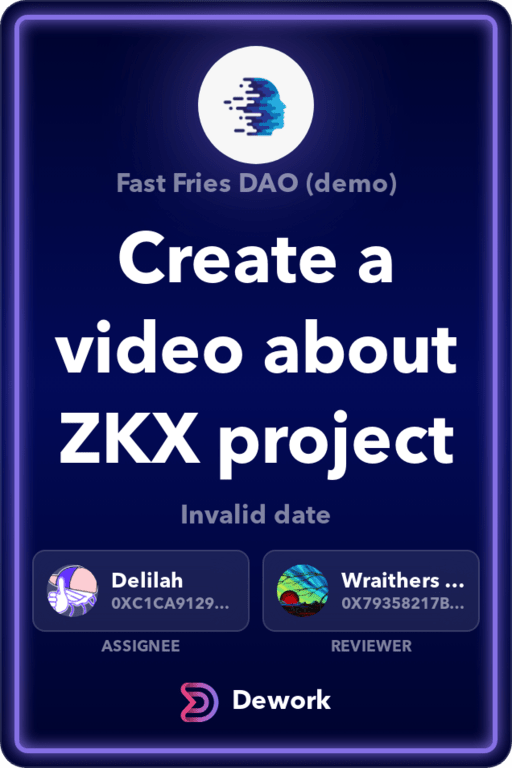 Fast Fries DAO (demo)
Create a
video about
ZKX project
Invalid date
Delilah
0XC1CA9129...
Wraithers ...
0X79358217B...
ASSIGNEE
REVIEWER
Dework